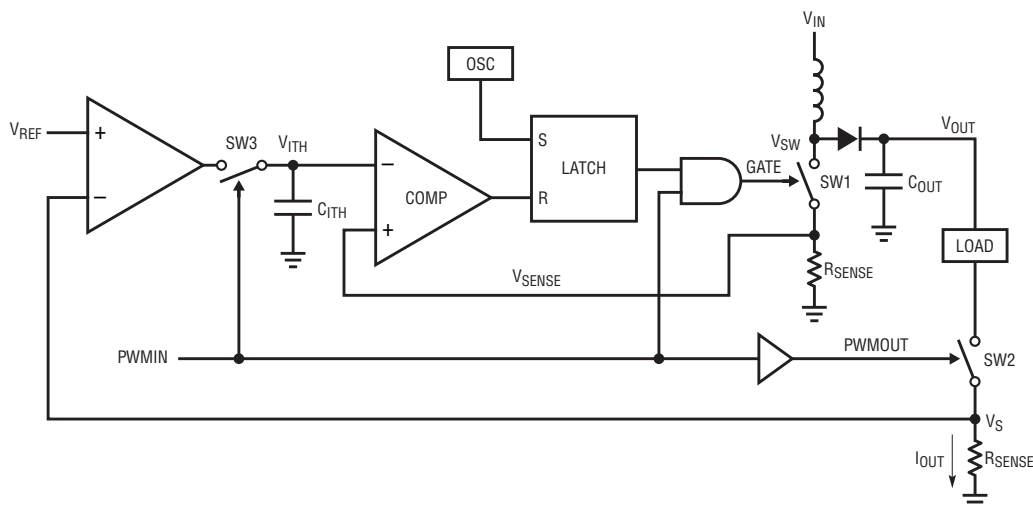 VIN
OSC
VREF
+
–
SW3
VITH
CITH
–
COMP
+
S
LATCH
R
GATE
VSW
SW1
VOUT
COUT
LOAD
VSENSE
RSENSE
PWMIN
PWMOUT
SW2
VS
IOUT
RSENSE